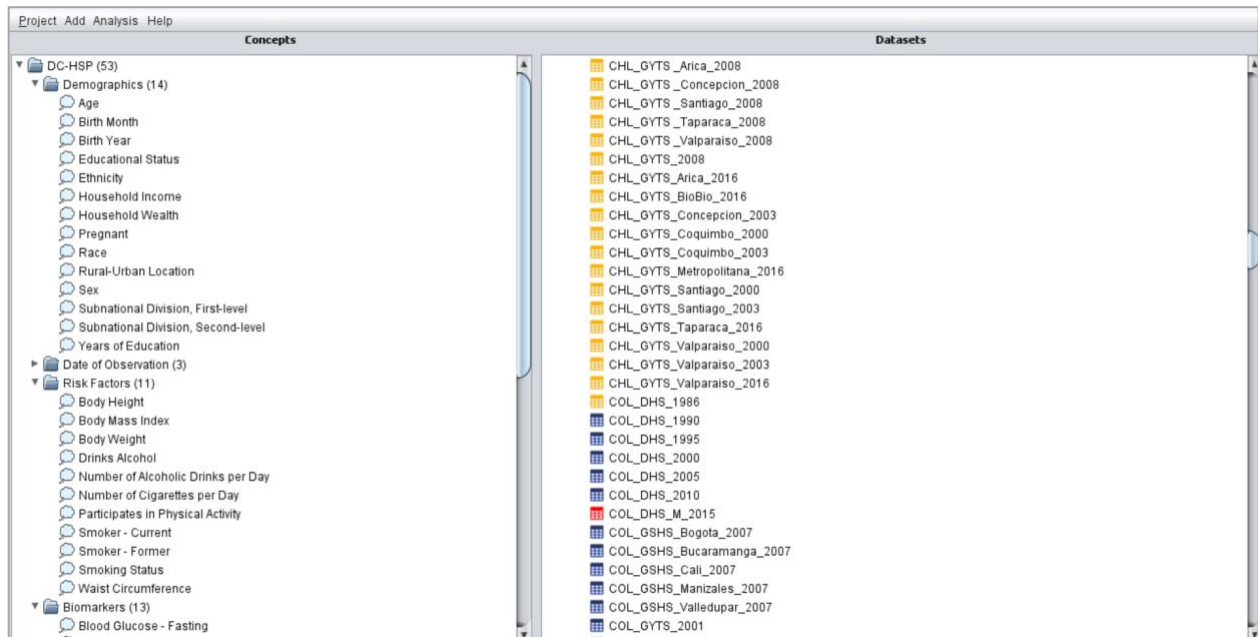 Project Add Analysis Help
Concepts
DC-HSP (53)
Demographics (14)
Age
Birth Month
Birth Year
Educational Status
Ethnicity
Household Income
Household Wealth
Pregnant
Race
Rural-Urban Location
Sex
Subnational Division, First-level
Subnational Division, Second-level
Years of Education
Date of Observation (3)
Risk Factors (11)
Body Height
Body Mass Index
Body Weight
Drinks Alcohol
Number of Alcoholic Drinks per Day
Number of Cigarettes per Day
Participates in Physical Activity
Smoker - Current
Smoker - Former
Smoking Status
Waist Circumference
Biomarkers (13)
Blood Glucose - Fasting
Datasets
CHL_GYTS _Arica_2008
CHL_GYTS _Concepcion_2008
CHL_GYTS _Santiago_2008
CHL_GYTS _Taparaca_2008
CHL_GYTS _Valparaiso_2008
CHL_GYTS_2008
CHL_GYTS_Arica_2016
CHL_GYTS_BioBio_2016
CHL_GYTS_Concepcion_2003
CHL_GYTS_Coquimbo_2000
CHL_GYTS_Coquimbo_2003
CHL_GYTS_Metropolitana_2016
CHL_GYTS_Santiago_2000
CHL_GYTS_Santiago_2003
CHL_GYTS_Taparaca_2016
CHL_GYTS_Valparaiso_2000
CHL_GYTS_Valparaiso_2003
CHL_GYTS_Valparaiso_2016
COL_DHS_1986
COL_DHS_1990
COL_DHS_1995
COL_DHS_2000
COL_DHS_2005
COL_DHS_2010
COL_DHS_M_2015
COL_GSHS_Bogota_2007
COL_GSHS_Bucaramanga_2007
COL_GSHS_Cali_2007
COL_GSHS_Manizales_2007
COL_GSHS_Valledupar_2007
COL_GYTS_2001